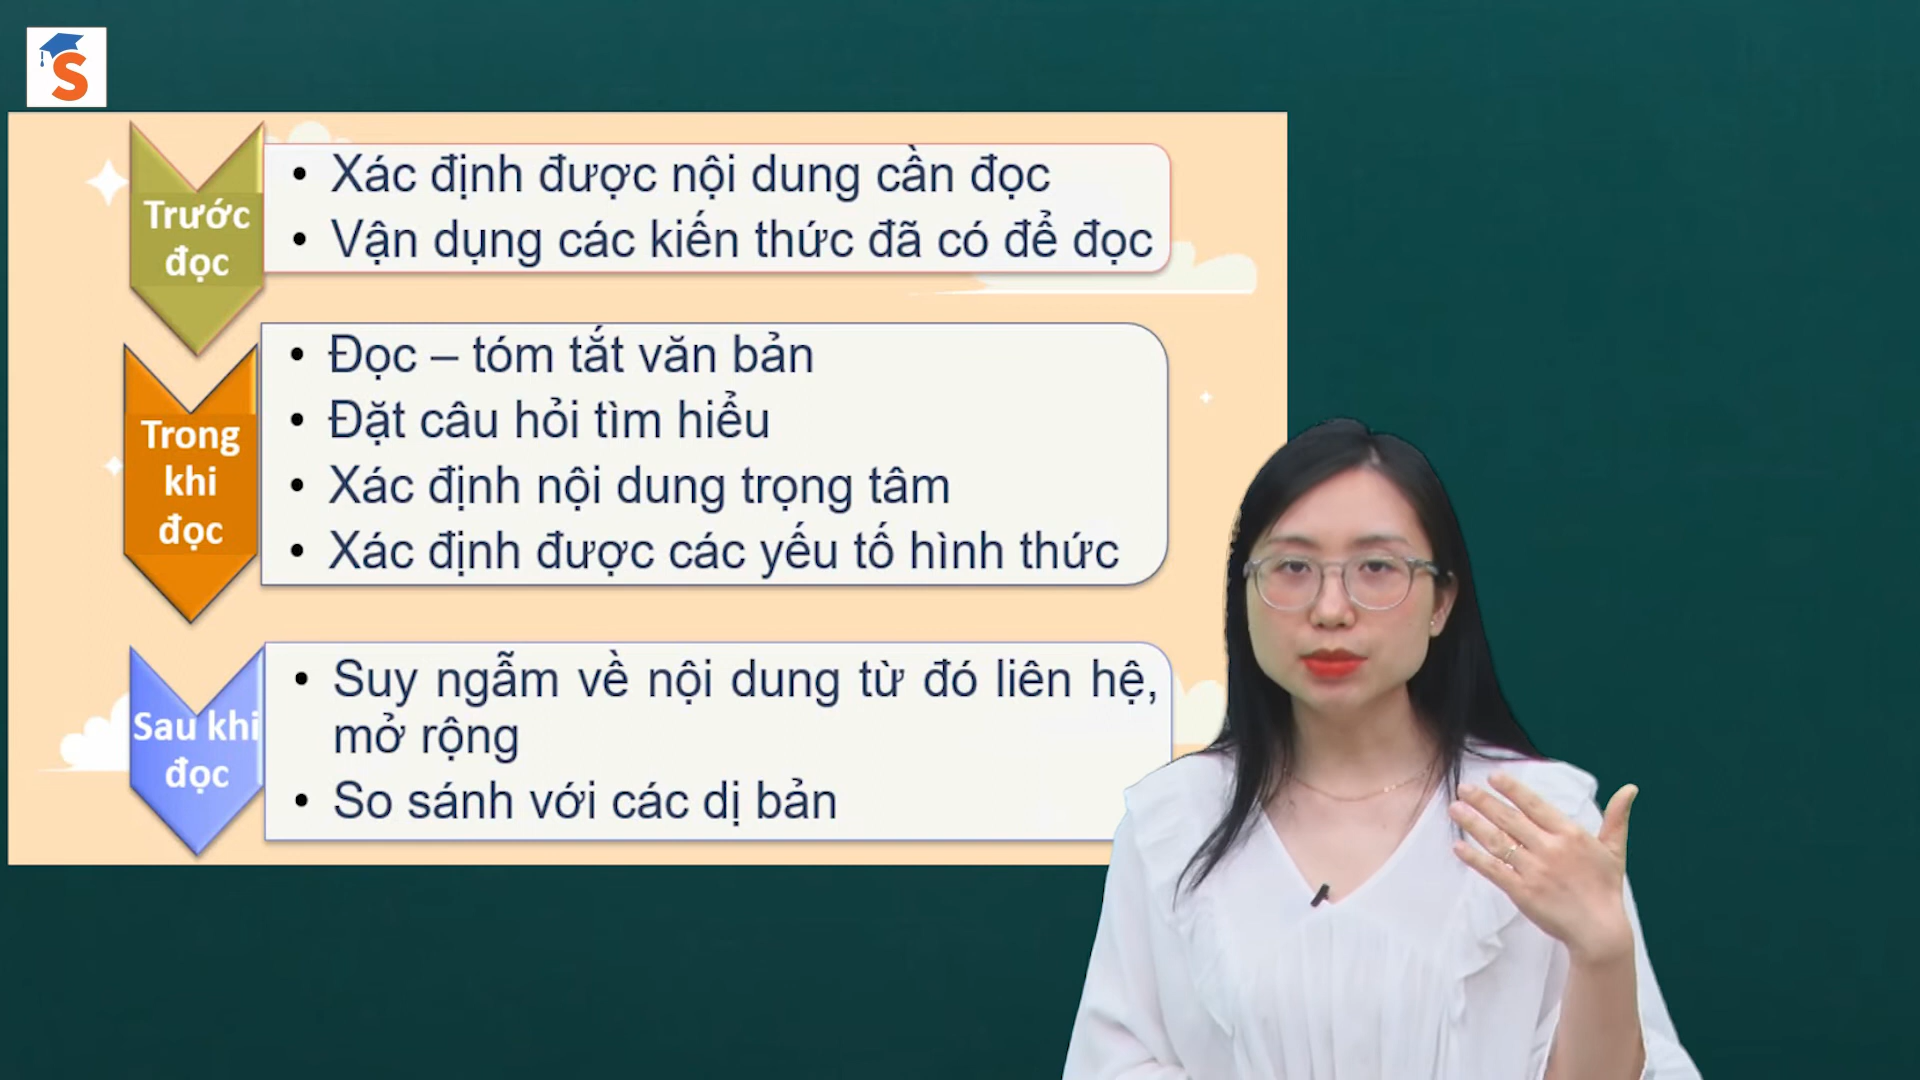 S
Trước
đọc
• Xác định được nội dung cần đọc
• Vận dụng các kiến thức đã có để đọc
Trong
khi
đọc
• Đọc – tóm tắt văn bản
• Đặt câu hỏi tìm hiểu
• Xác định nội dung trọng tâm
• Xác định được các yếu tố hình thức
Sau khi
đọc
• Suy ngẫm về nội dung từ đó liên hệ,
mở rộng
• So sánh với các dị bản